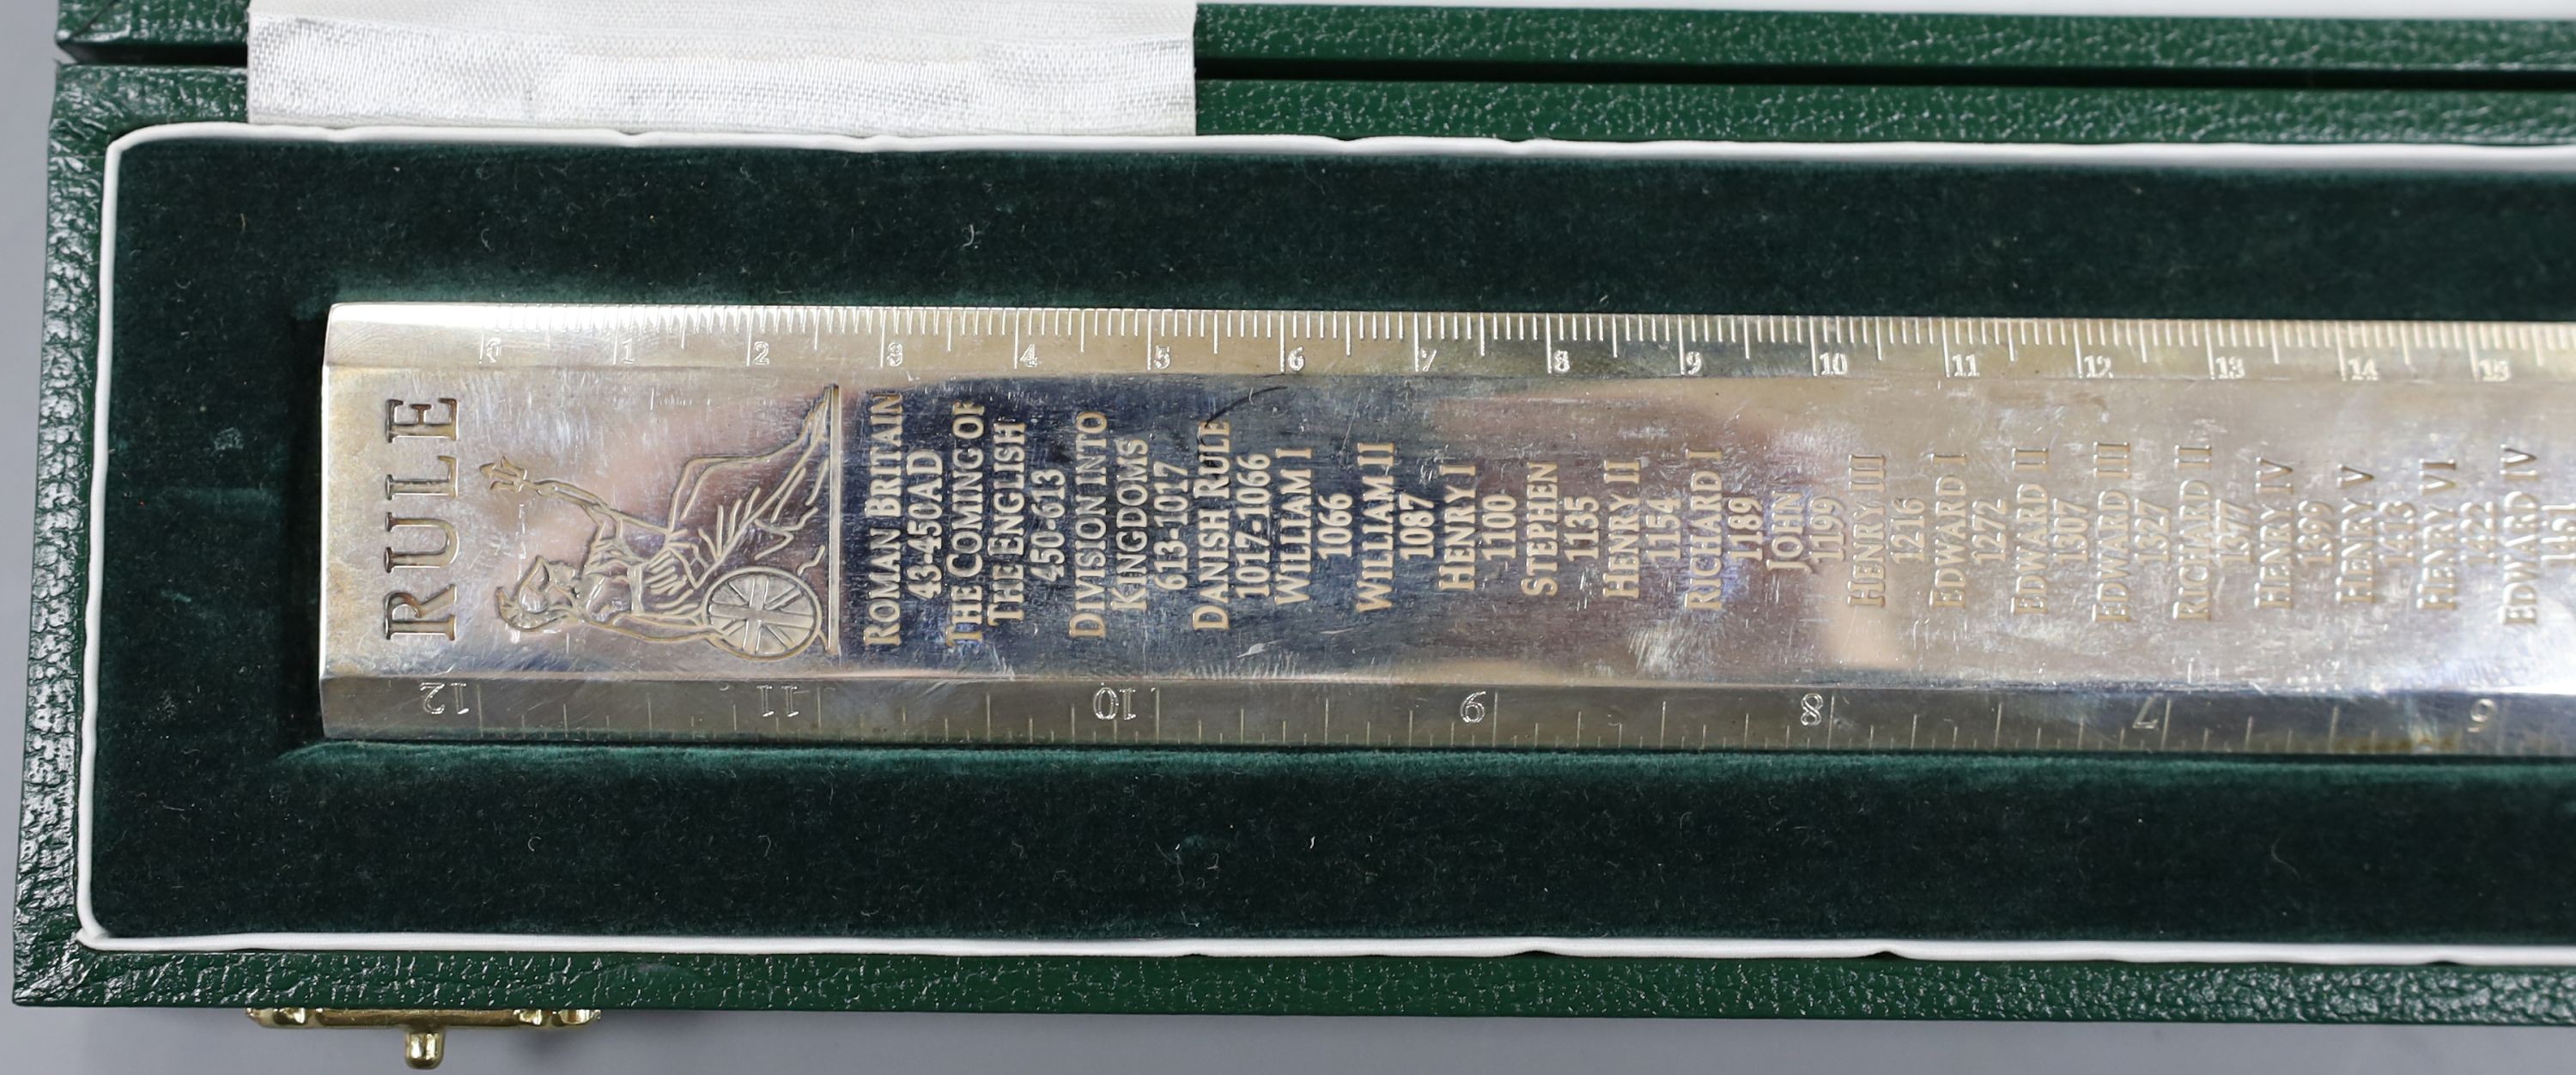 RULE
ROMAN BRITAIN
43-450AD
THE COMING OF
THE ENGLISH
450-613
DIVISION INTO
KINGDOMS
613-1017
DANISH RULE
1017-1066
WILLIAM I
1066
WILLIAM II
1087
HENRY I
1100
STEPHEN
1135
HENRY II
1154
RICHARD I
1189
JOHN
1199
HENRY III
1216
EDWARD I
1272
EDWARD II
1307
EDWARD III
1327
RICHARD II
1377
HENRY IV
1399
HENRY V
1413
HENRY VI
1422
EDWARD IV
1 2 3 4 5 6 7 8 9 10 11 12 13 14 15
12 11 10 9 8 7 6